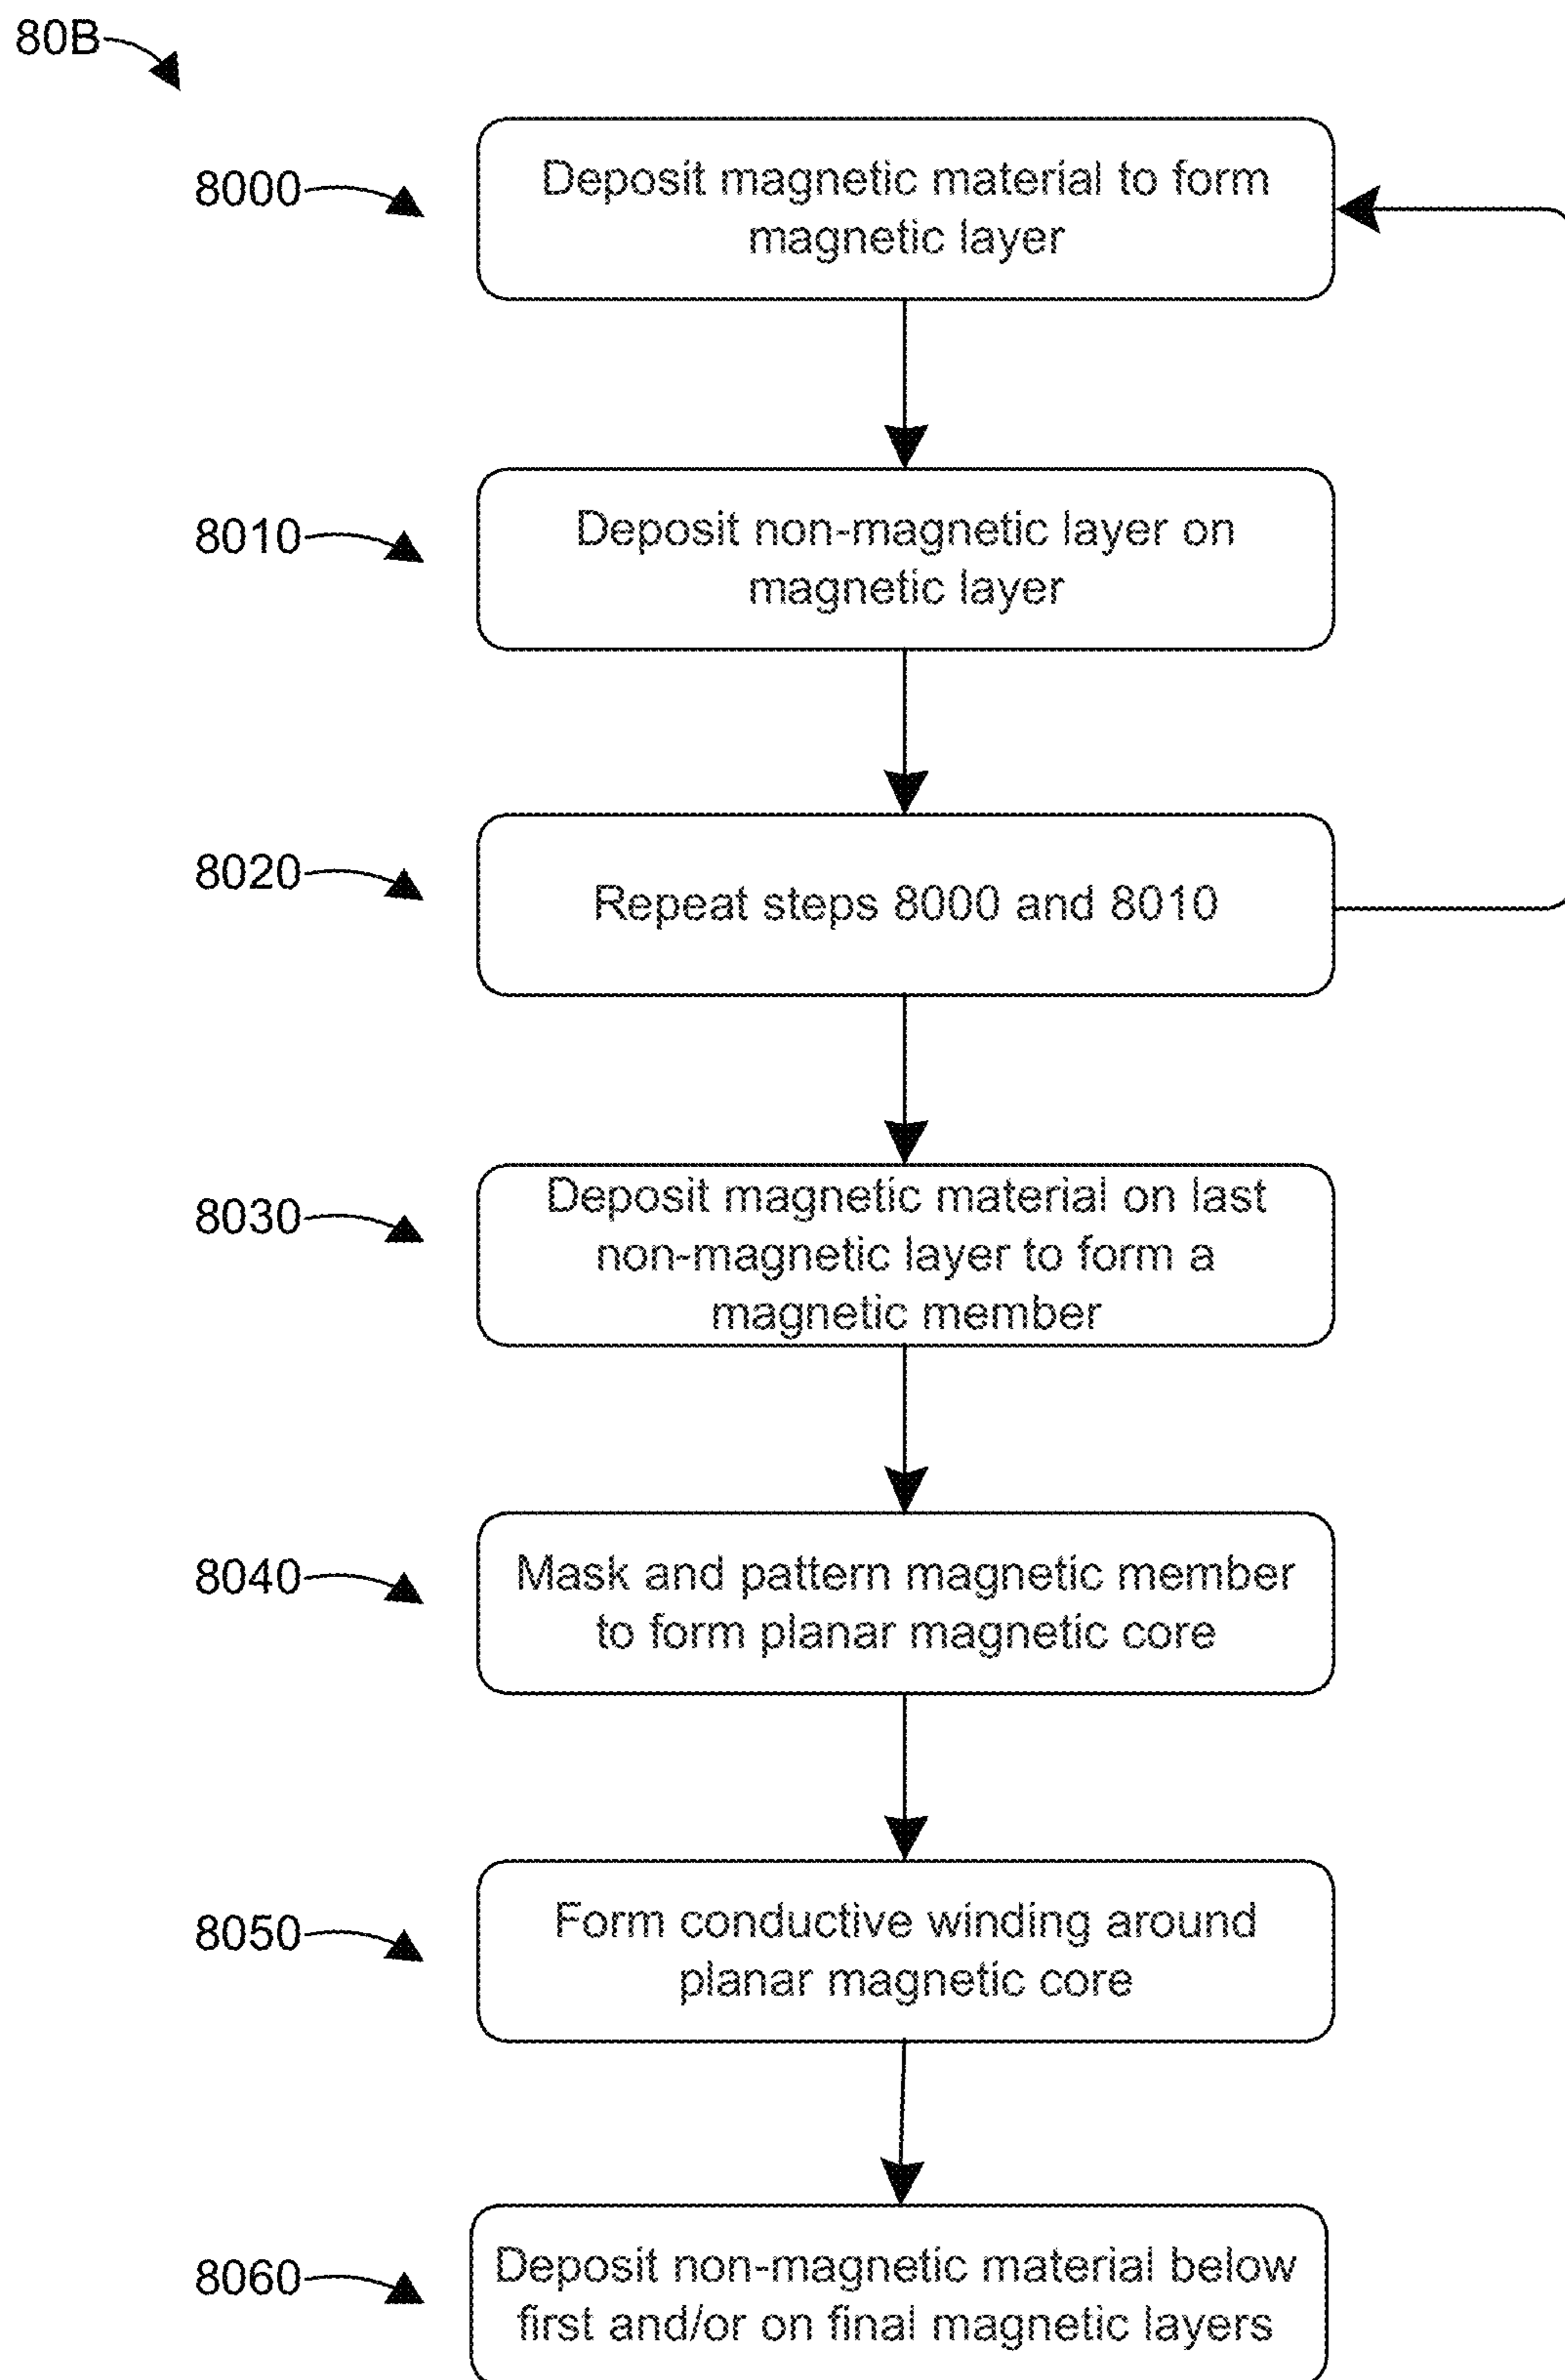 80B
8000
Deposit magnetic material to form
magnetic layer
8010
Deposit non-magnetic layer on
magnetic layer
8020
Repeat steps 8000 and 8010
8030
Deposit magnetic material on last
non-magnetic layer to form a
magnetic member
8040
Mask and pattern magnetic member
to form planar magnetic core
8050
Form conductive winding around
planar magnetic core
8060
Deposit non-magnetic material below
first and/or on final magnetic layers